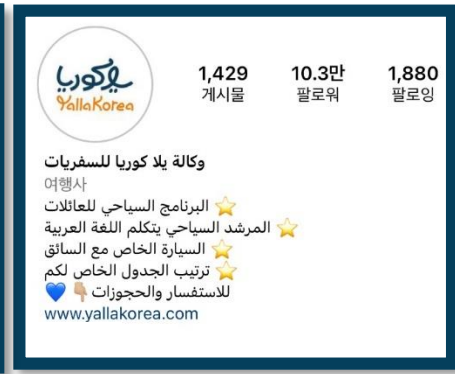 يلاكوريا
YallaKorea
1,429 10.3만 1,880
게시물 팔로워 팔로잉
وكالة يلا كوريا للسفريات
여행사
⭐ البرنامج السياحي للعائلات
⭐ المرشد السياحي يتكلم اللغة العربية
⭐ السيارة الخاص مع السائق
⭐ ترتيب الجدول الخاص لكم
للاستفسار والحجوزات 👇🏼 💙
www.yallakorea.com